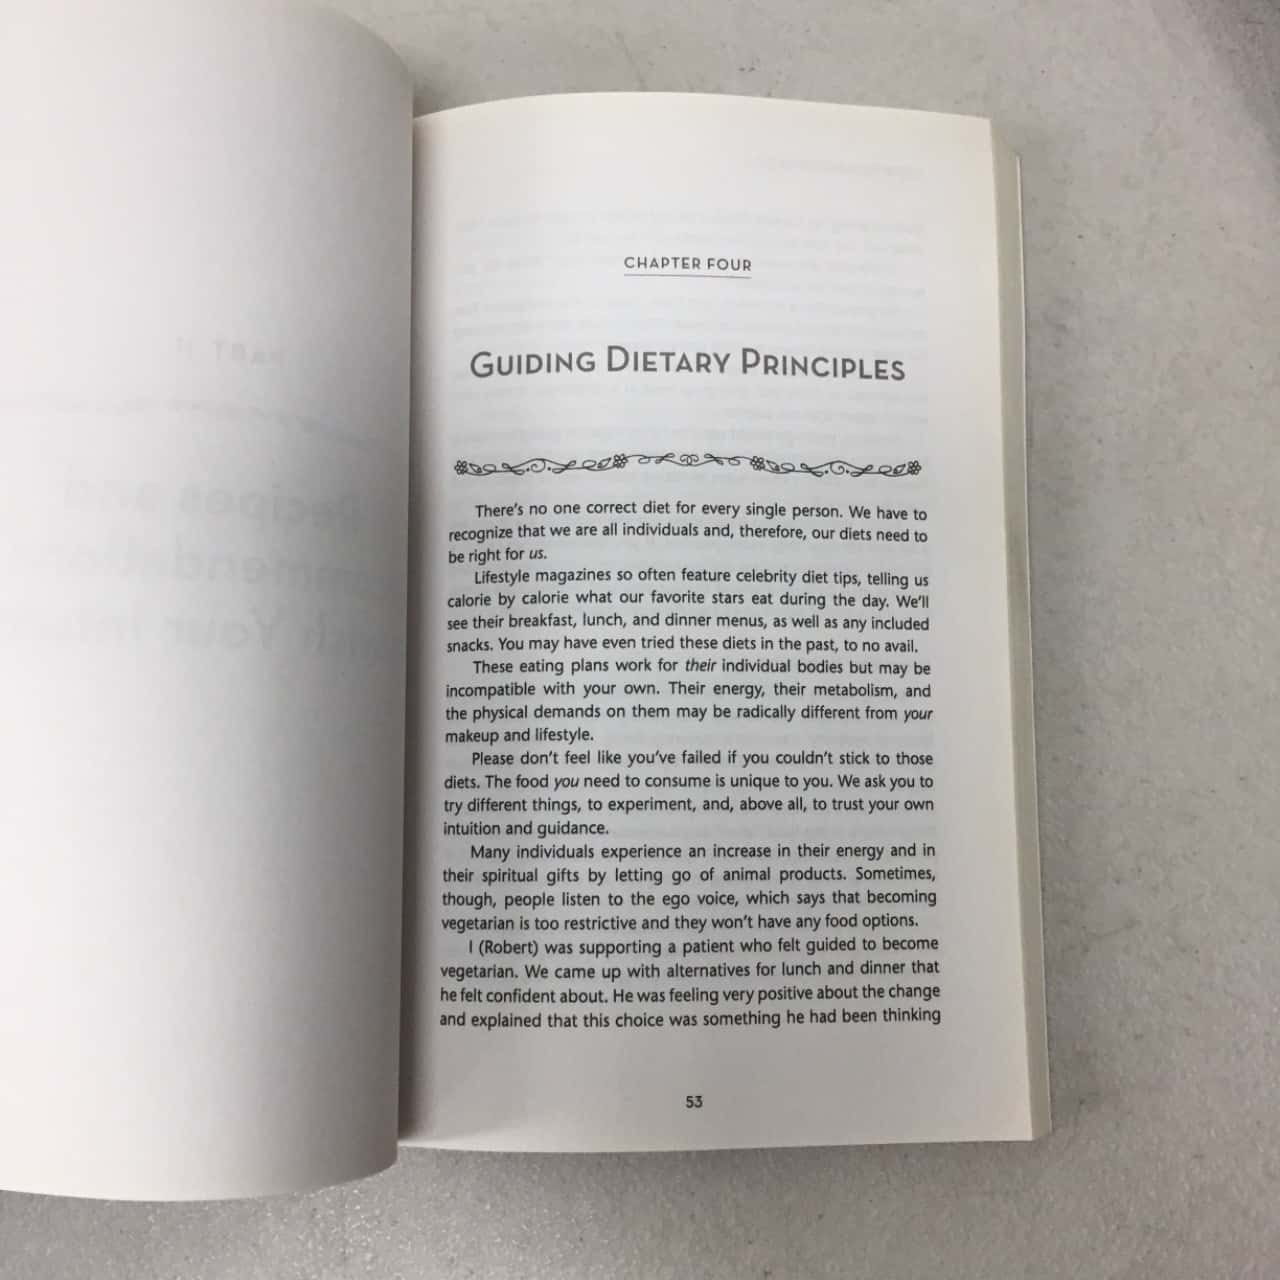 CHAPTER FOUR
GUIDING DIETARY PRINCIPLES
There's no one correct diet for every single person. We have to
recognize that we are all individuals and, therefore, our diets need to
be right for us.
Lifestyle magazines so often feature celebrity diet tips, telling us
calorie by calorie what our favorite stars eat during the day. We'll
see their breakfast, lunch, and dinner menus, as well as any included
snacks. You may have even tried these diets in the past, to no avail.
These eating plans work for their individual bodies but may be
incompatible with your own. Their energy, their metabolism, and
the physical demands on them may be radically different from your
makeup and lifestyle.
Please don't feel like you've failed if you couldn't stick to those
diets. The food you need to consume is unique to you. We ask you to
try different things, to experiment, and, above all, to trust your own
intuition and guidance.
Many individuals experience an increase in their energy and in
their spiritual gifts by letting go of animal products. Sometimes,
though, people listen to the ego voice, which says that becoming
vegetarian is too restrictive and they won't have any food options.
I (Robert) was supporting a patient who felt guided to become
vegetarian. We came up with alternatives for lunch and dinner that
he felt confident about. He was feeling very positive about the change
and explained that this choice was something he had been thinking
53